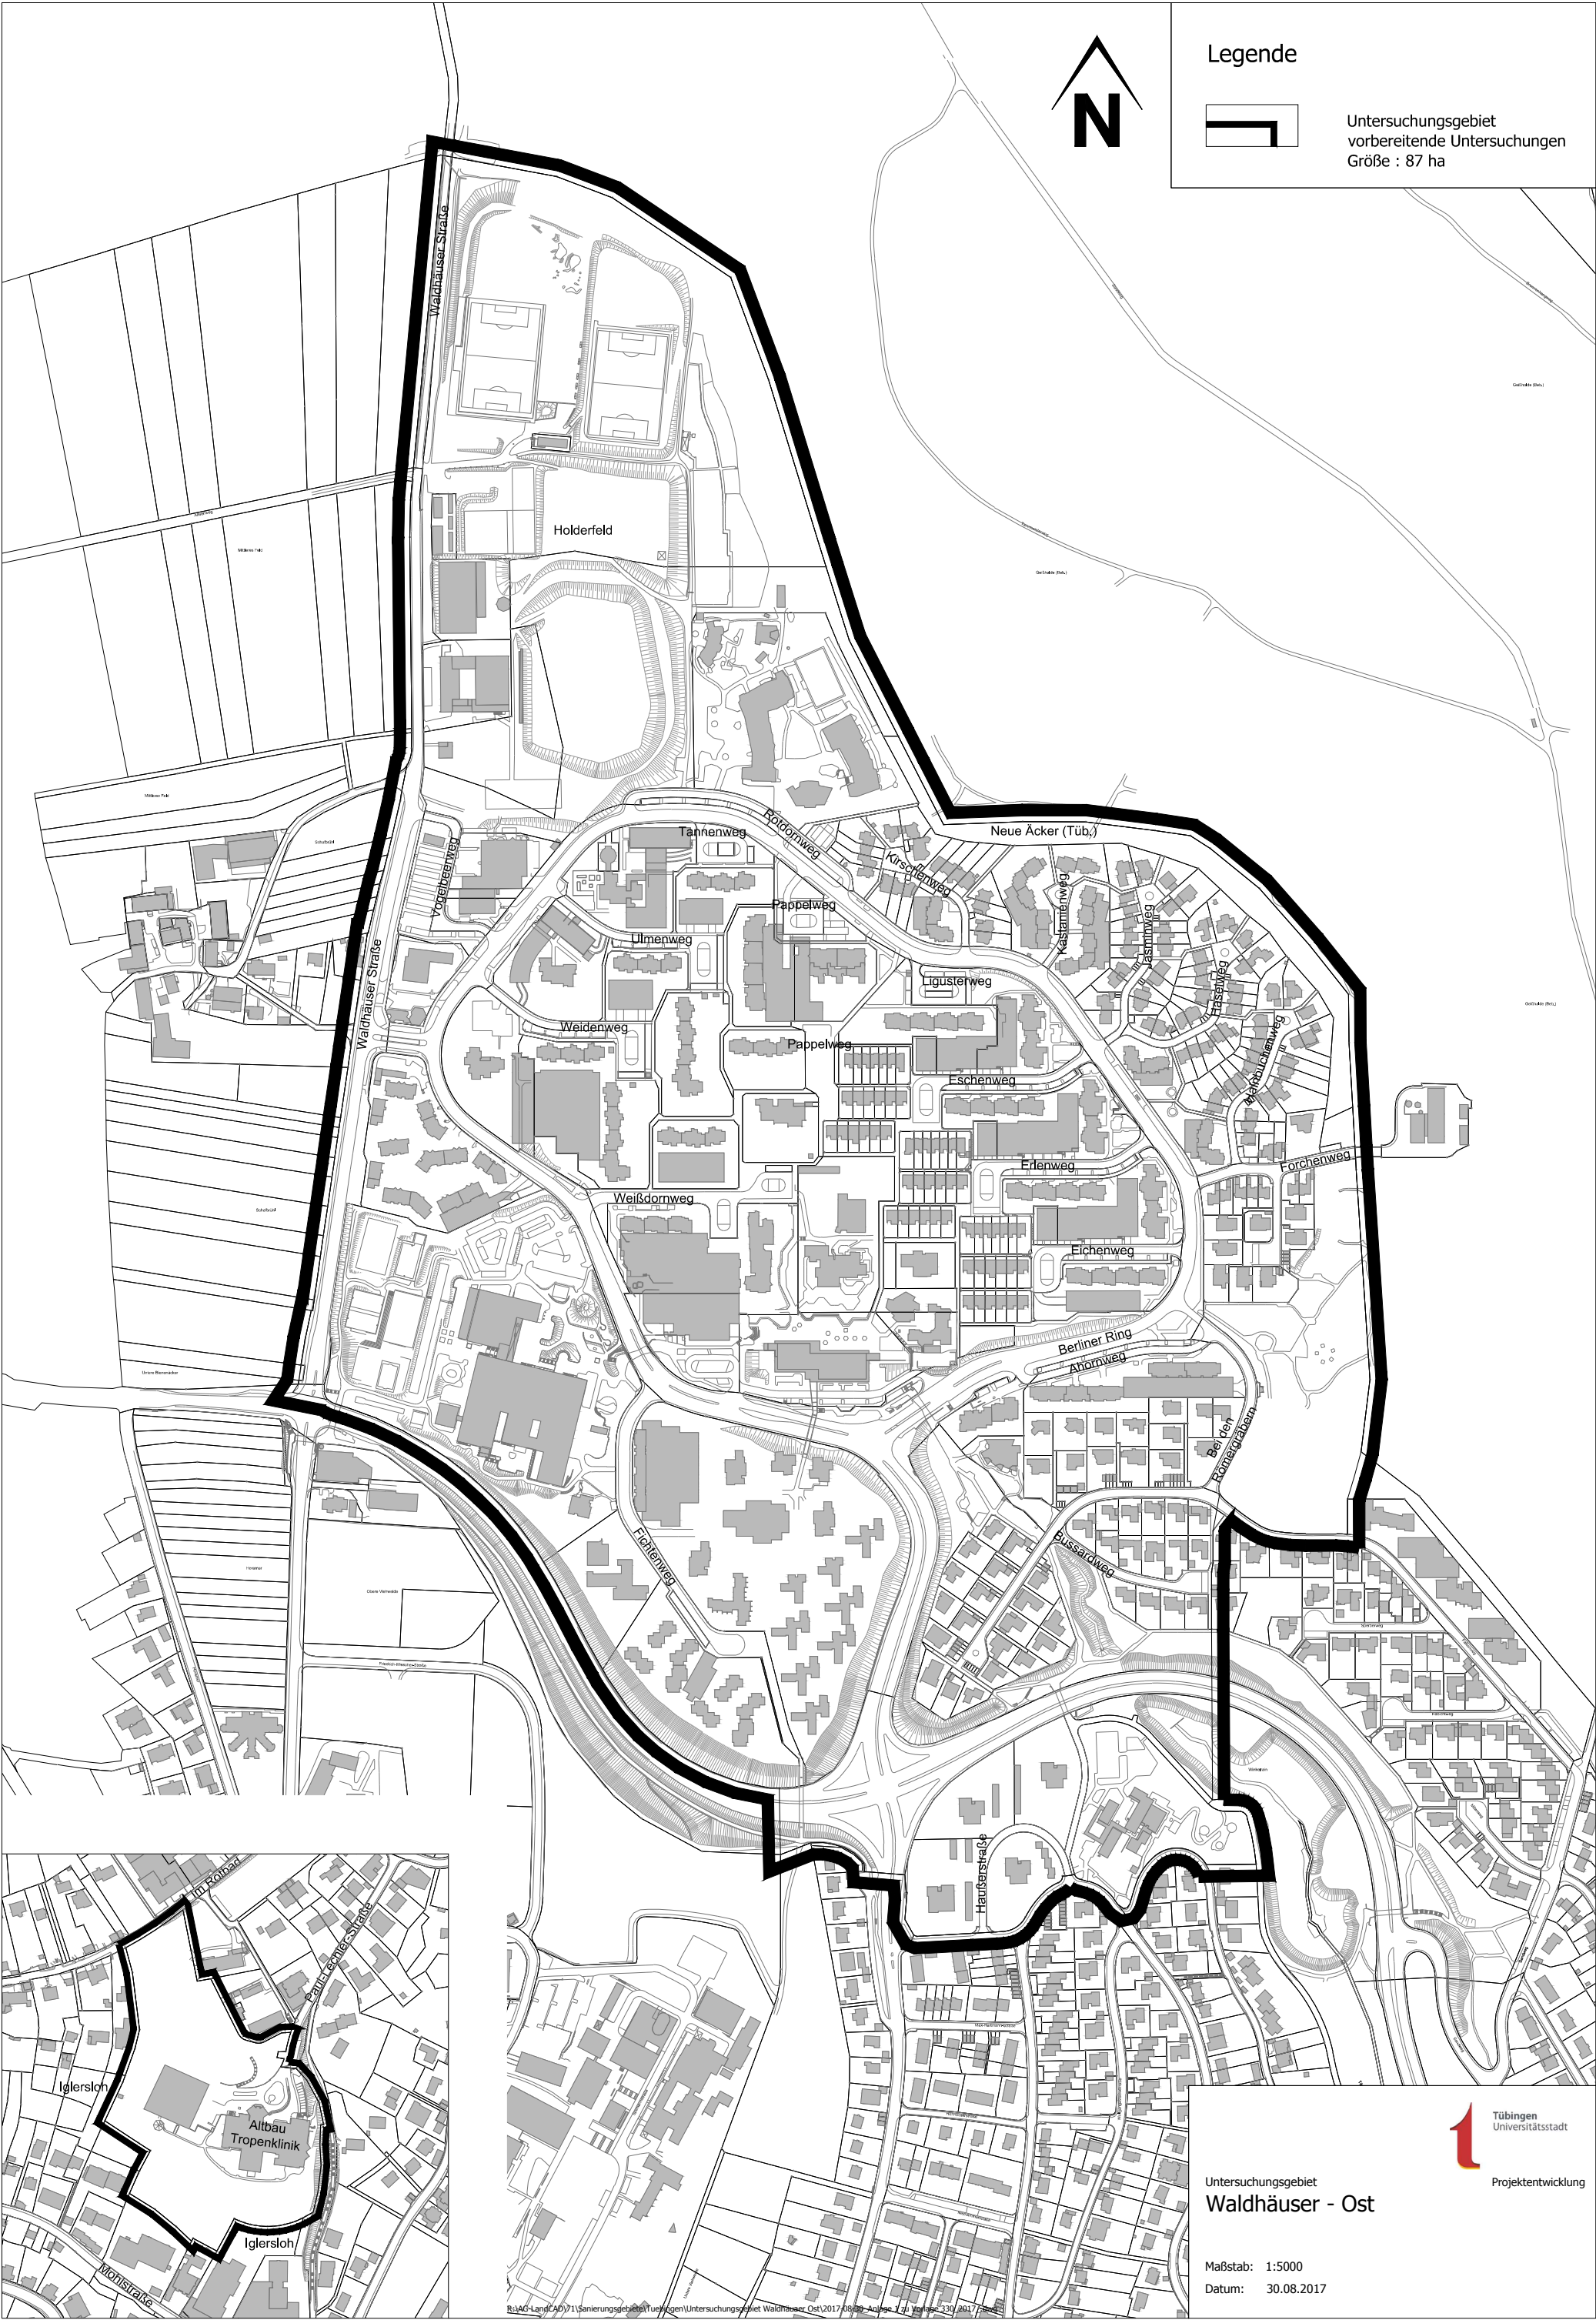 Legende
N
Untersuchungsgebiet
vorbereitende Untersuchungen
Größe : 87 ha
Waldhäuser Straße
Holderfeld
Neue Äcker (Tüb.)
Tannenweg
Rotdornweg
Kirschenweg
Vogelbeerweg
Pappelweg
Kastanienweg
Jasminweg
Ulmenweg
Haselweg
Ligusterweg
Waldhäuser Straße
Weidenweg
Pappelweg
Hainbuchenweg
Eschenweg
Erlenweg
Forchenweg
Weißdornweg
Eichenweg
Berliner Ring
Ahornweg
Bei den
Römergräbern
Fichtenweg
Bussardweg
Haußerstraße
Im Rotbad
Paul-Lechler-Straße
Iglersloh
Altbau
Tropenklinik
Iglersloh
Mohlstraße
Tübingen
Universitätsstadt
Untersuchungsgebiet
Projektentwicklung
Waldhäuser - Ost
Maßstab: 1:5000
Datum: 30.08.2017